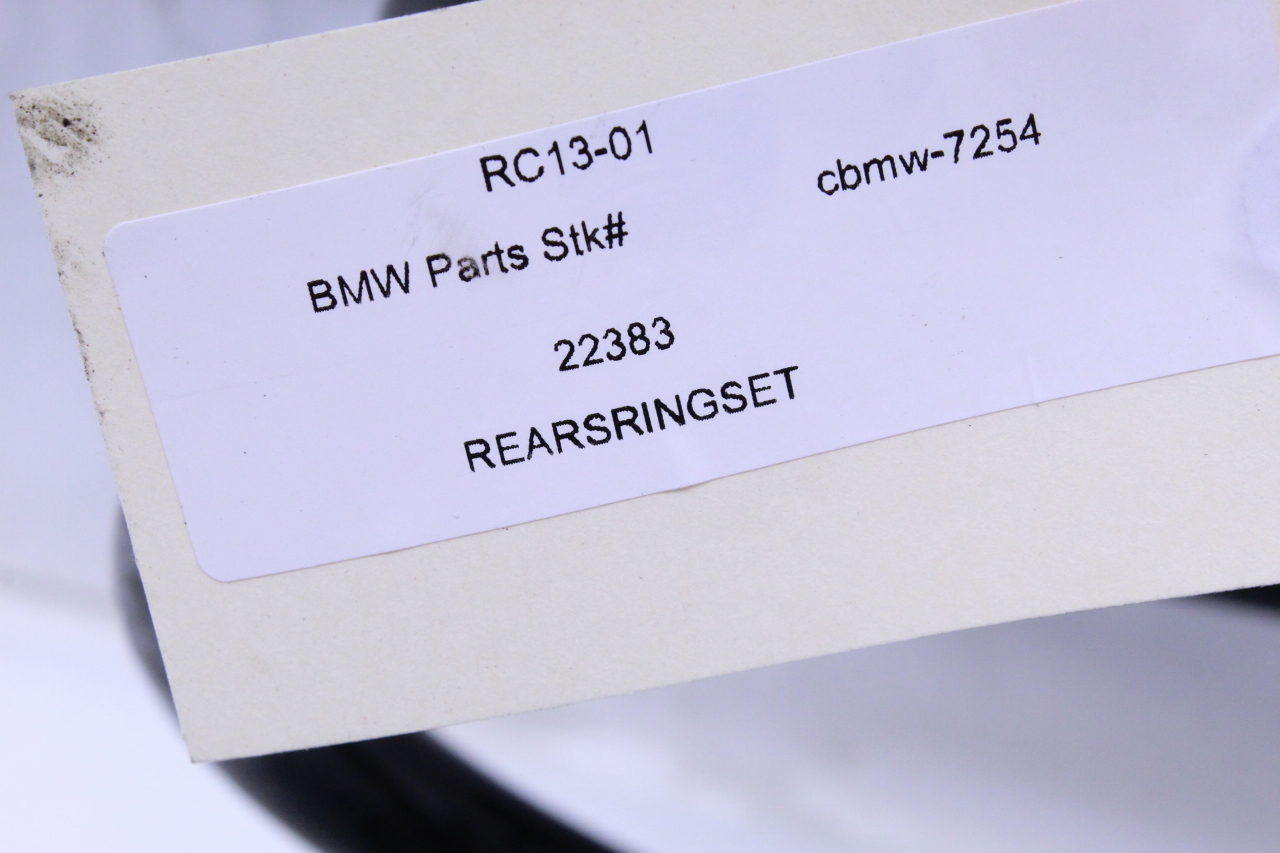 RC13-01
cbmw-7254
BMW Parts Stk#
22383
REARSRINGSET